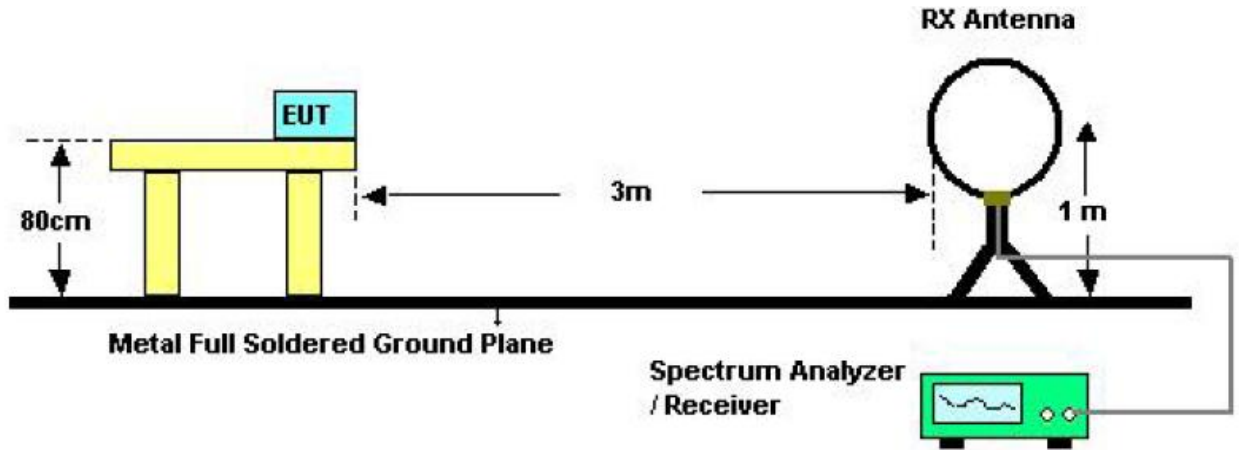 RX Antenna
EUT
3m
80cm
1 m
Metal Full Soldered Ground Plane
Spectrum Analyzer
/ Receiver